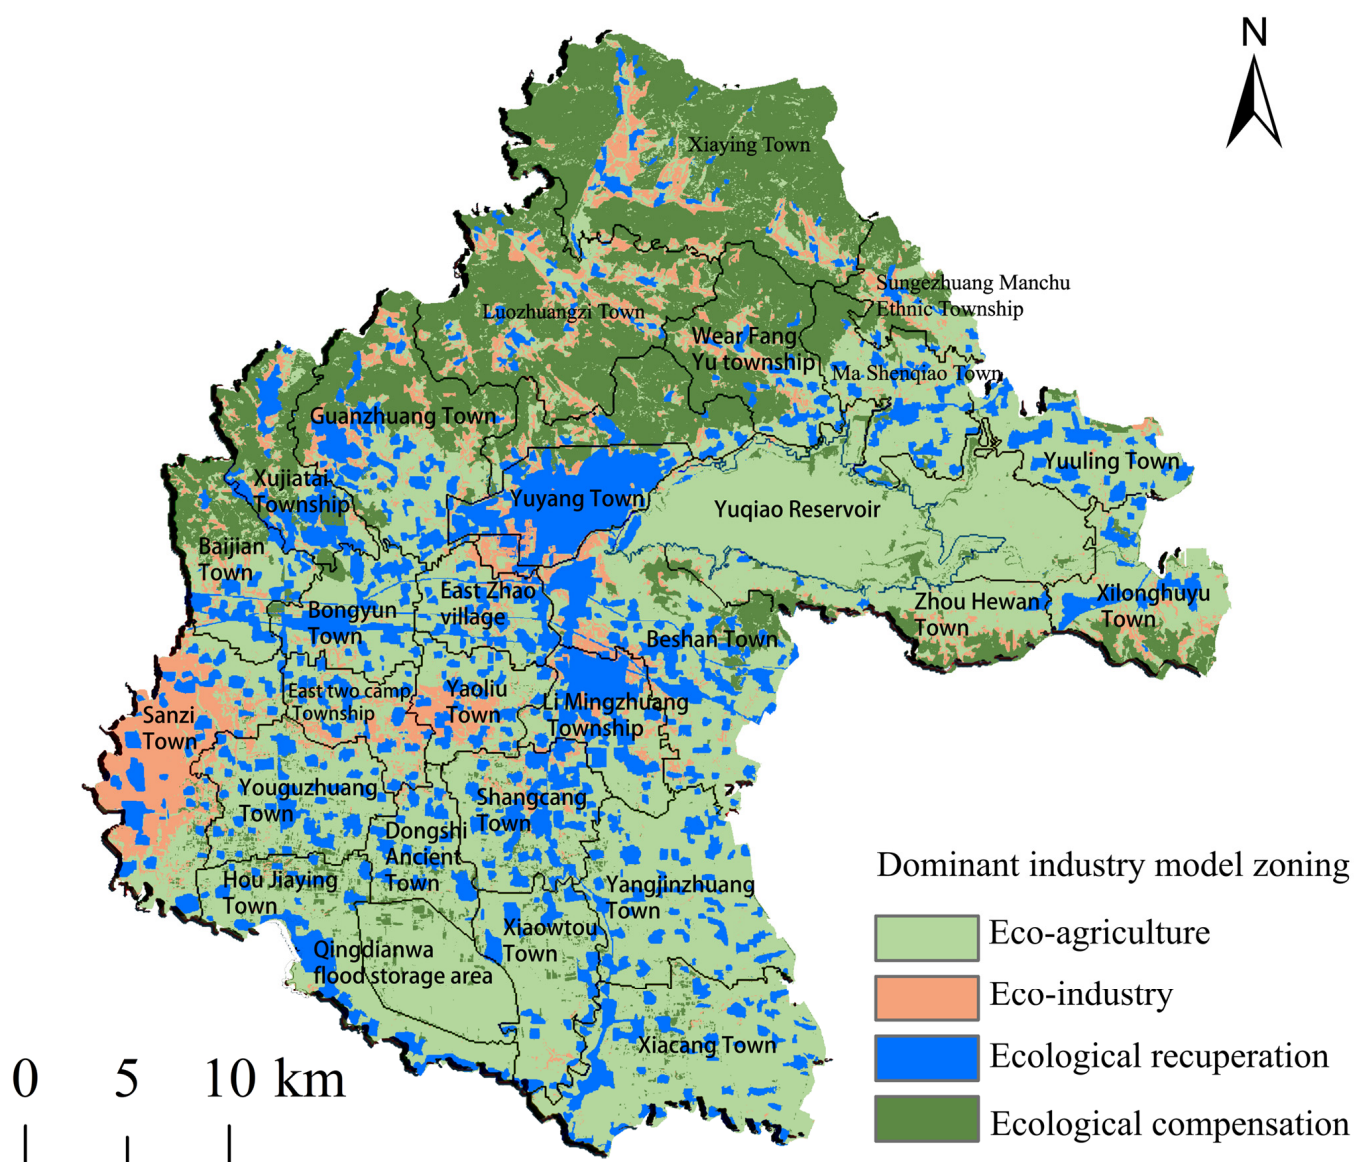 N
Xiaying Town
Sungezhuang Manchu
Ethnic Township
Luozhuangzi Town
Wear Fang
Yu township
Ma Shenqiao Town
Guanzhuang Town
Yuuling Town
Xujiatai
Township
Yuyang Town
Yuqiao Reservoir
Baijian
Town
East Zhao
village
Bongyun
Town
Zhou Hewan
Town
Xilonghuyu
Town
Beshan Town
East two camp
Township
Yaoliu
Town
Li Mingzhuang
Township
Sanzi
Town
Youguzhuang
Town
Shangcang
Town
Dongshi
Ancient
Town
Hou Jiaying
Town
Yangjinzhuang
Town
Xiaowtou
Town
Qingdianwa
flood storage area
Xiacang Town
Dominant industry model zoning
Eco-agriculture
Eco-industry
Ecological recuperation
Ecological compensation
0 5 10 km